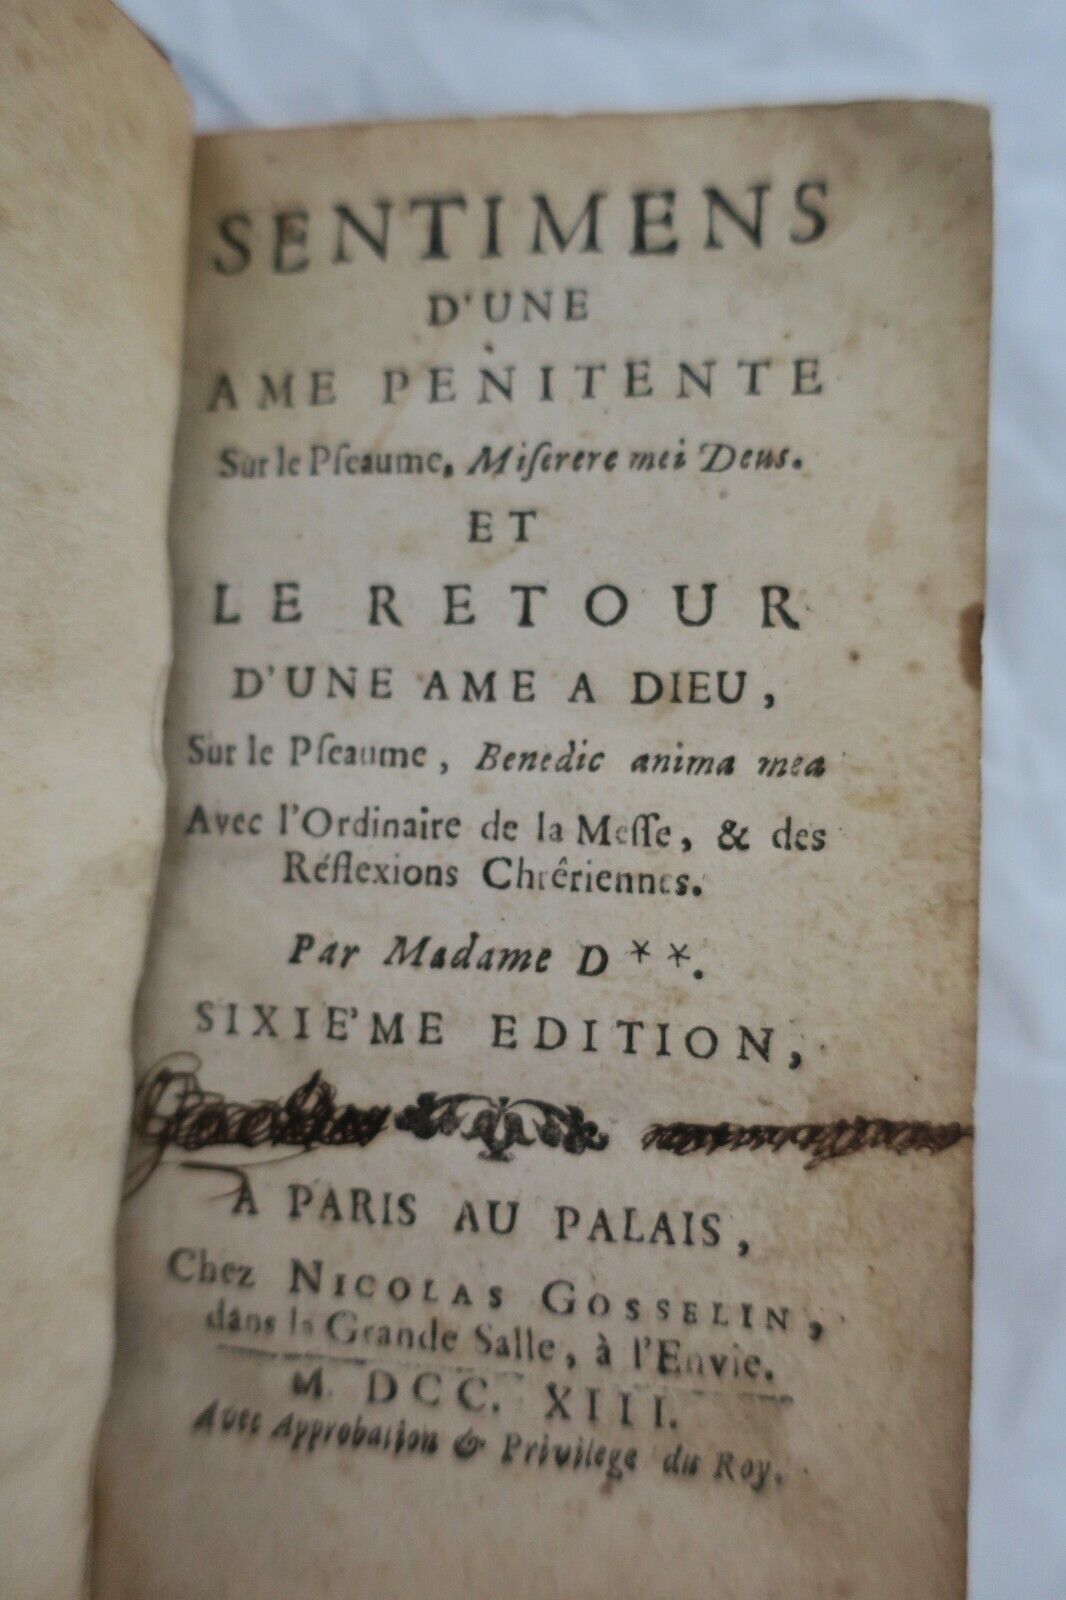 SENTIMENS
D'UNE
AME PENITENTE
Sur le Pſeaume, Miſerere mei Deus.
ET
LE RETOUR
D'UNE AME A DIEU,
Sur le Pſeaume, Benedic anima mea
Avec l'Ordinaire de la Meſſe, & des
Réflexions Chrêriennes.
Par Madame D**.
SIXIE'ME EDITION,
A PARIS AU PALAIS,
Chez NICOLAS GOSSELIN,
dans la Grande Salle, à l'Envie.
M. DCC. XIII.
Avec Approbation & Privilege du Roy.